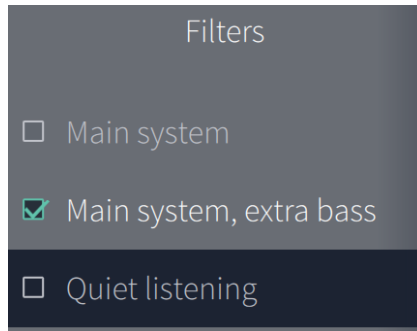 Filters
Main system
Main system, extra bass
Quiet listening